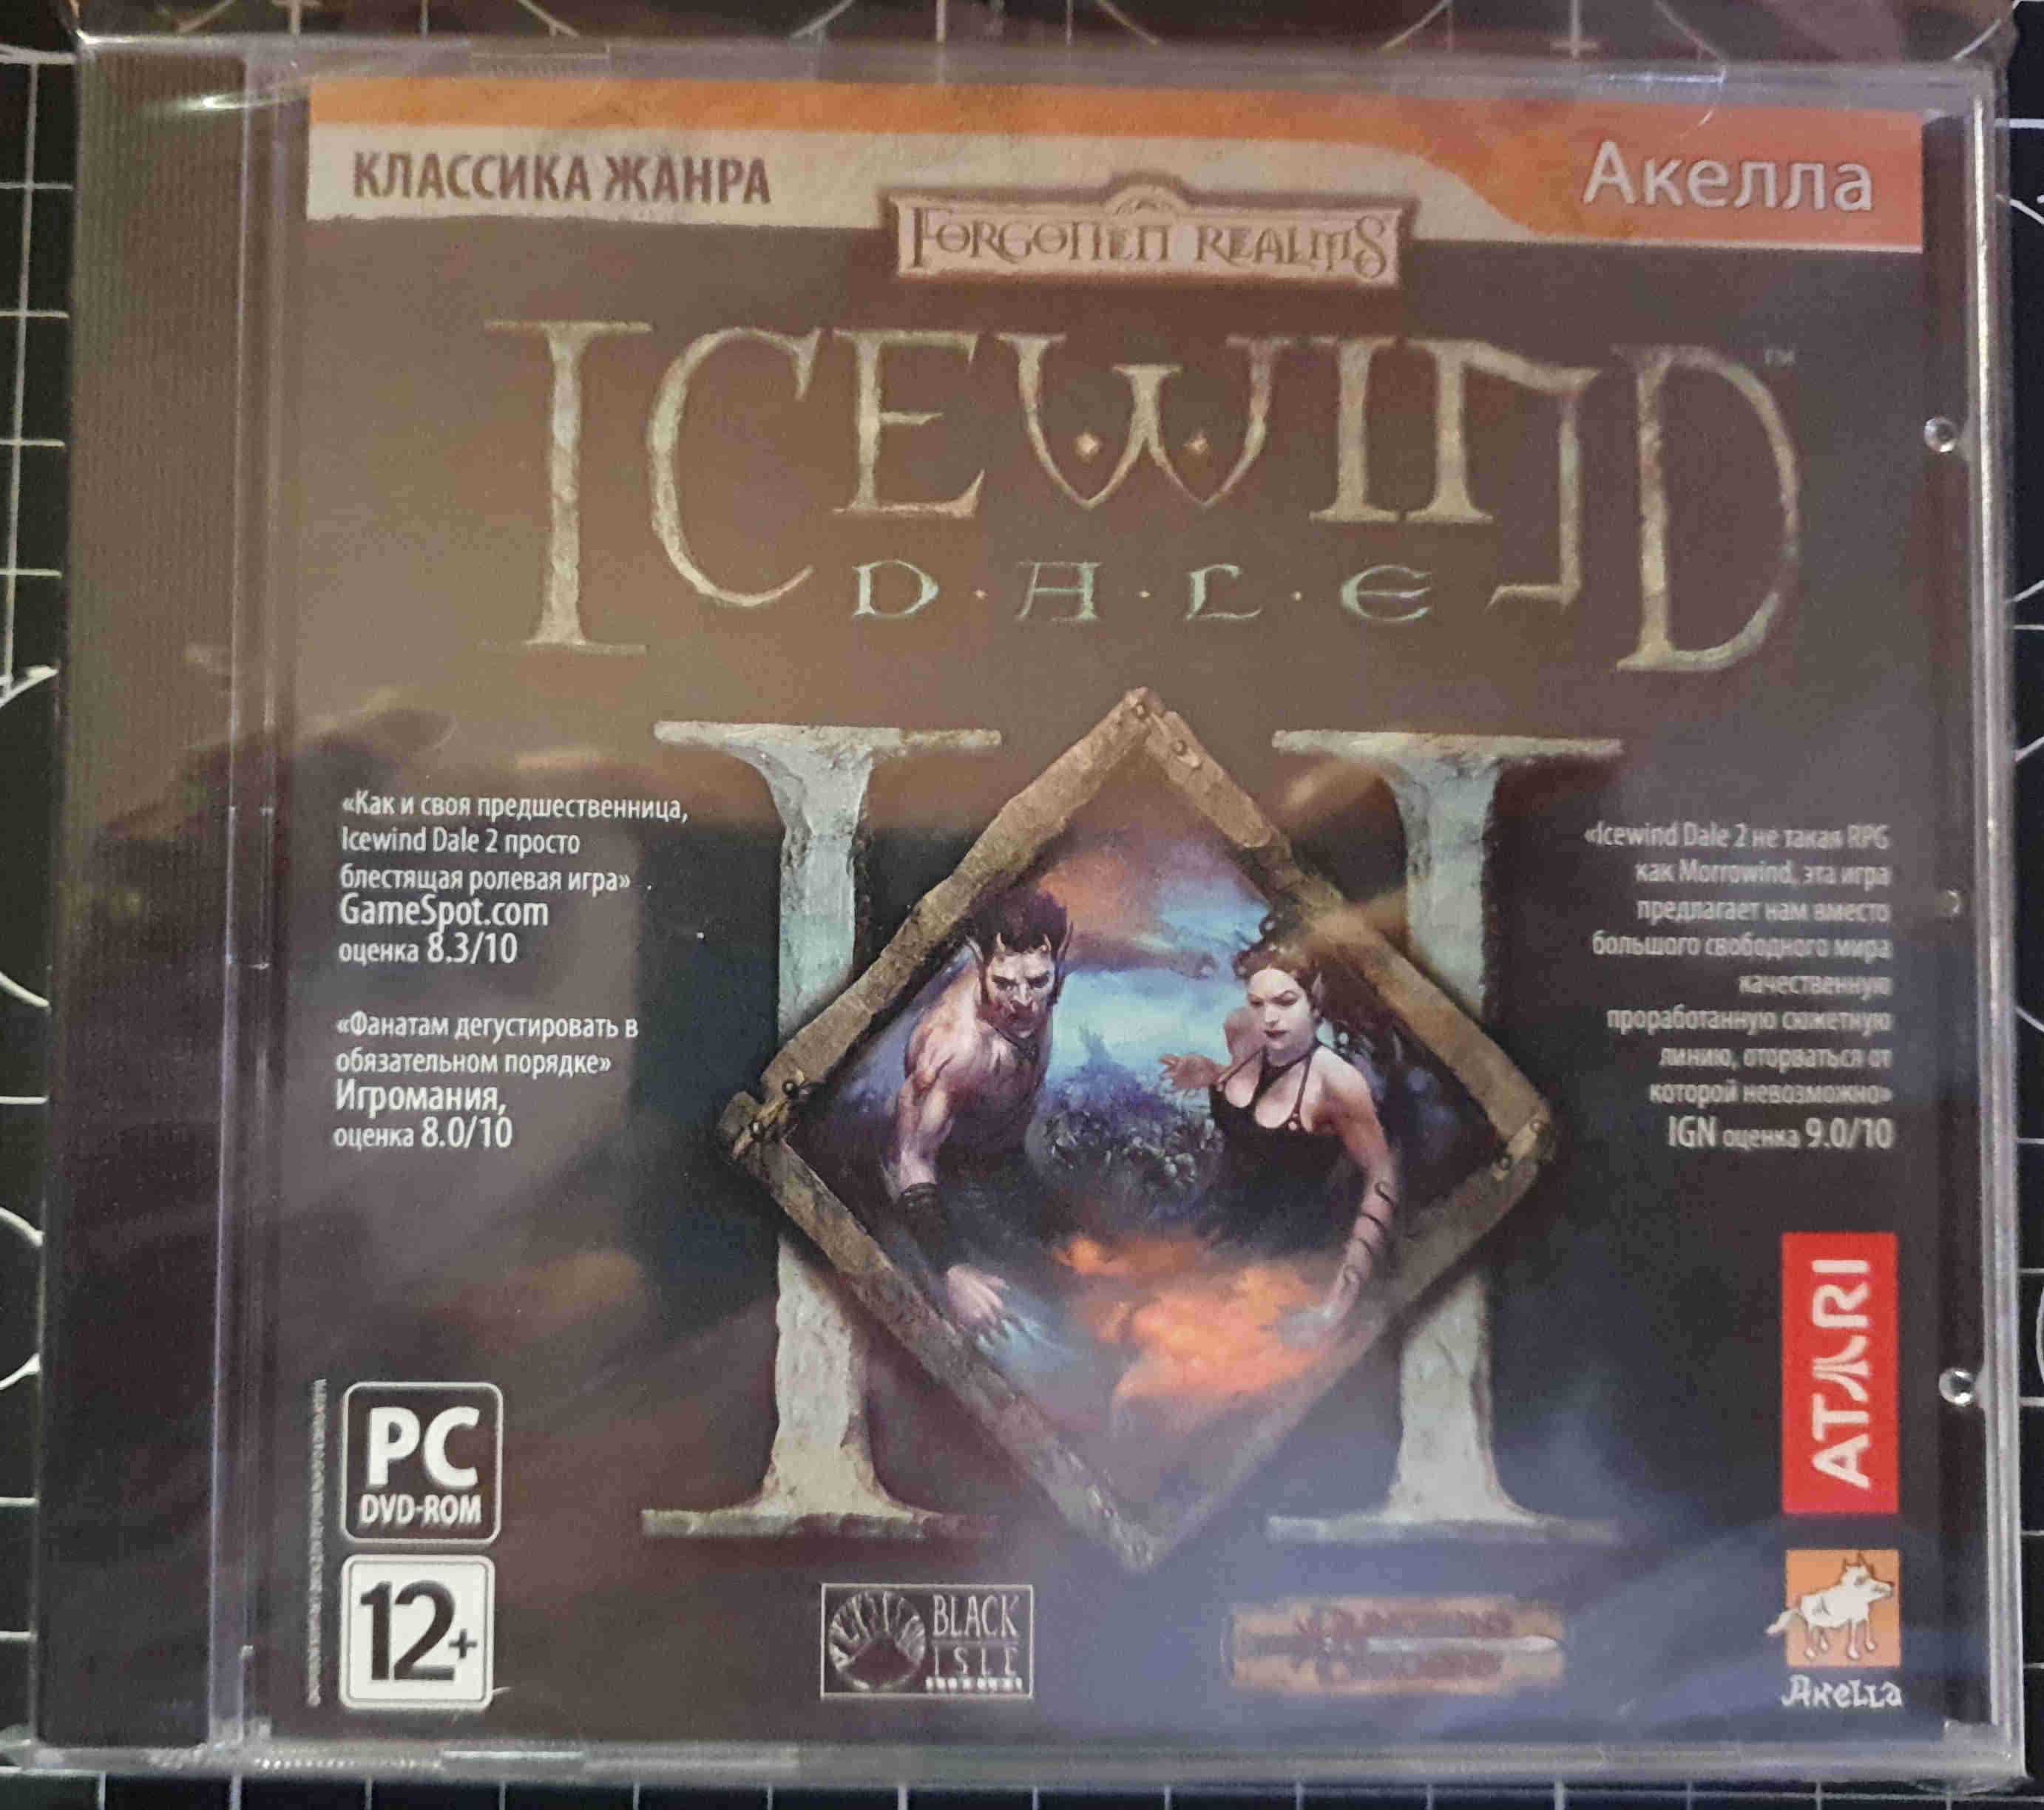 КЛАССИКА ЖАНРА
Акелла
FORGOTTEN REALMS
ICEWIND
TM
D·A·L·E
II
«Как и своя предшественница,
Icewind Dale 2 просто
блестящая ролевая игра»
GameSpot.com
оценка 8.3/10
«Фанатам дегустировать в
обязательном порядке»
Игромания,
оценка 8.0/10
«Icewind Dale 2 не такая RPG
как Morrowind, эта игра
предлагает нам вместо
большого свободного мира
качественную
проработанную сюжетную
линию, оторваться от
которой невозможно»
IGN оценка 9.0/10
ATARI
PC
DVD-ROM
12+
BLACK
ISLE
Akella